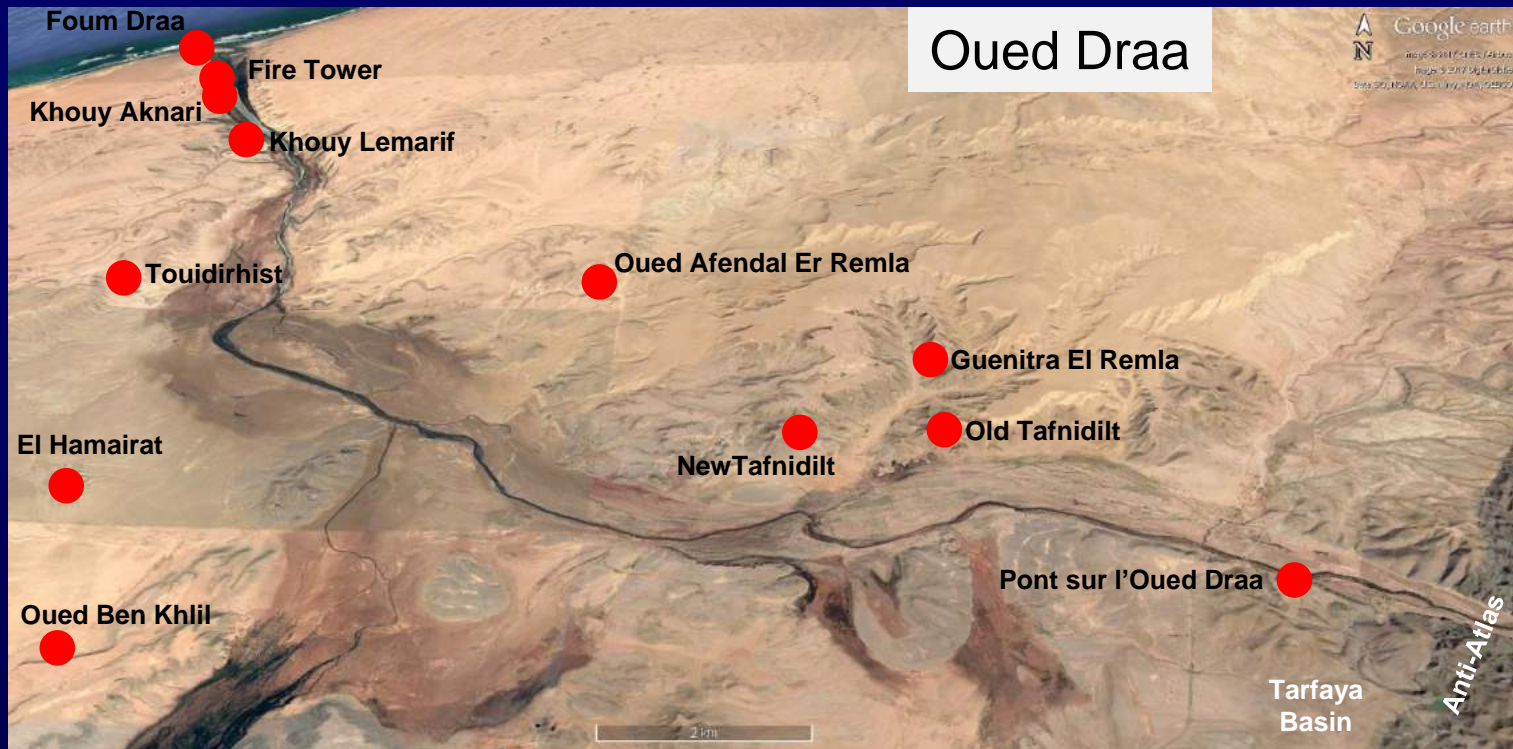 Foum Draa
Oued Draa
Google earth
N
Fire Tower
Khouy Aknari
Khouy Lemarif
Touidirhist
Oued Afendal Er Remla
Guenitra El Remla
El Hamairat
Old Tafnidilt
NewTafnidilt
Pont sur l'Oued Draa
Oued Ben Khlil
Anti-Atlas
Tarfaya
Basin
2 km